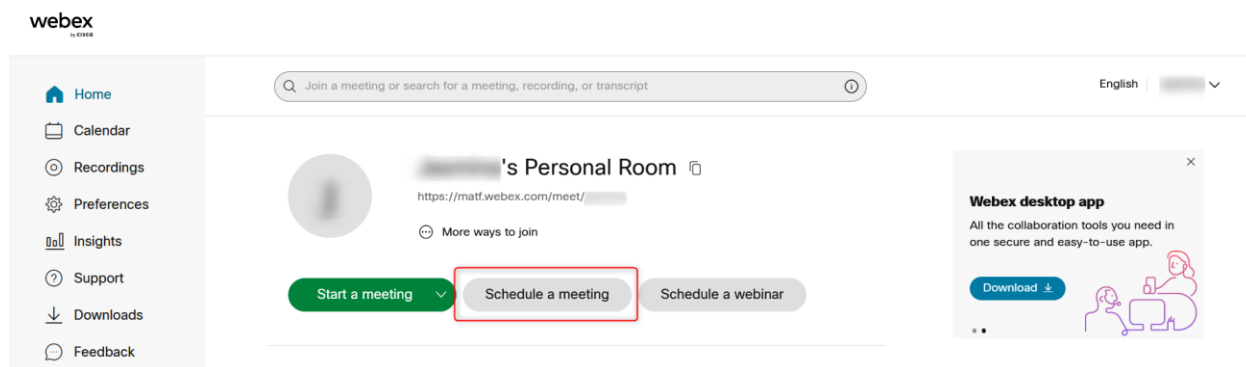 webex
by CISCO
Join a meeting or search for a meeting, recording, or transcript
English
Home
Calendar
Recordings
Preferences
Insights
Support
Downloads
Feedback
's Personal Room
https://matf.webex.com/meet/
More ways to join
Start a meeting
Schedule a meeting
Schedule a webinar
Webex desktop app
All the collaboration tools you need in
one secure and easy-to-use app.
Download